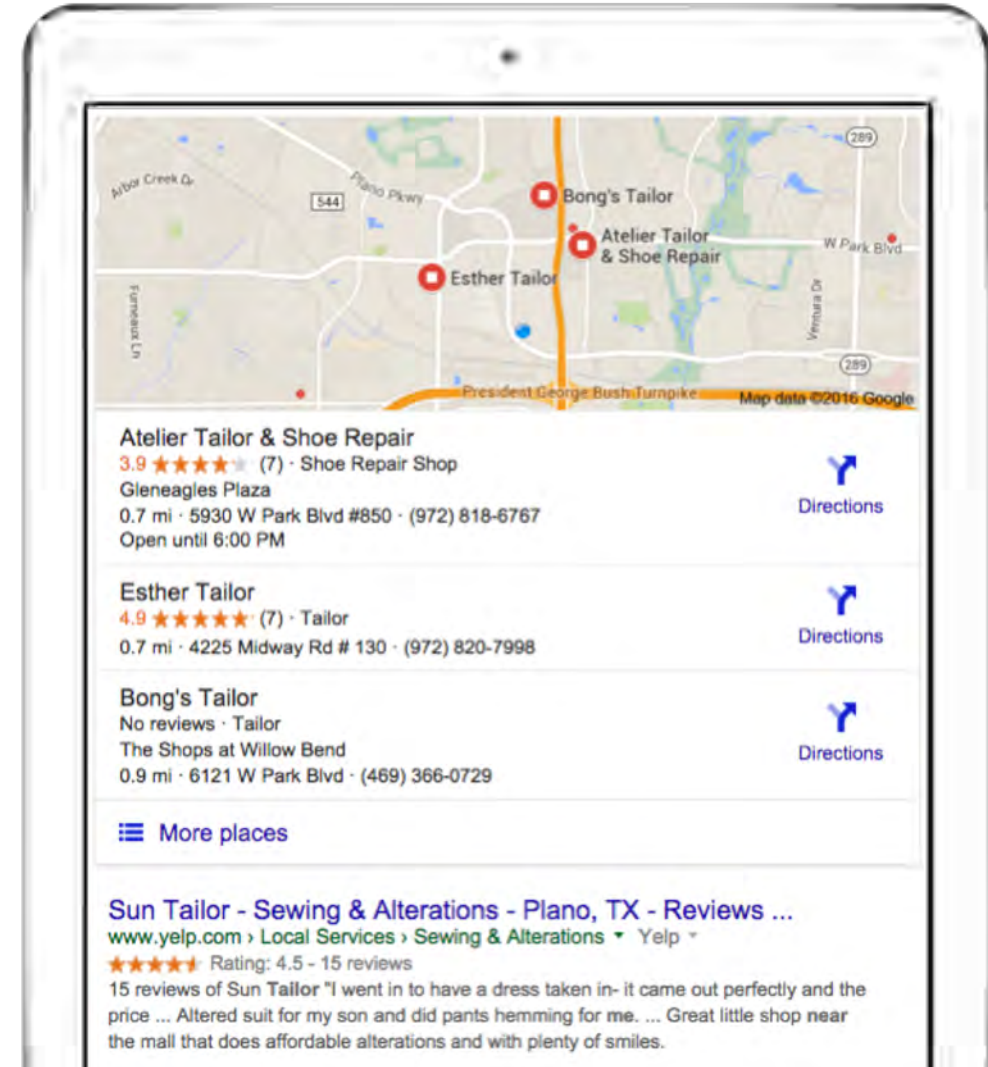 289
Arbor Creek Dr
Plano Pkwy
544
Bong's Tailor
Atelier Tailor
& Shoe Repair
W Park Blvd
Esther Tailor
Furneaux Ln
Ventura Dr
289
President George Bush Turnpike
Map data ©2016 Google
Atelier Tailor & Shoe Repair
3.9 (7) · Shoe Repair Shop
Gleneagles Plaza
0.7 mi · 5930 W Park Blvd #850 · (972) 818-6767
Open until 6:00 PM
Directions
Esther Tailor
4.9 (7) · Tailor
0.7 mi · 4225 Midway Rd # 130 · (972) 820-7998
Directions
Bong's Tailor
No reviews · Tailor
The Shops at Willow Bend
0.9 mi · 6121 W Park Blvd · (469) 366-0729
Directions
More places
Sun Tailor - Sewing & Alterations - Plano, TX - Reviews ...
www.yelp.com › Local Services › Sewing & Alterations Yelp
Rating: 4.5 - 15 reviews
15 reviews of Sun Tailor "I went in to have a dress taken in- it came out perfectly and the
price ... Altered suit for my son and did pants hemming for me. ... Great little shop near
the mall that does affordable alterations and with plenty of smiles.